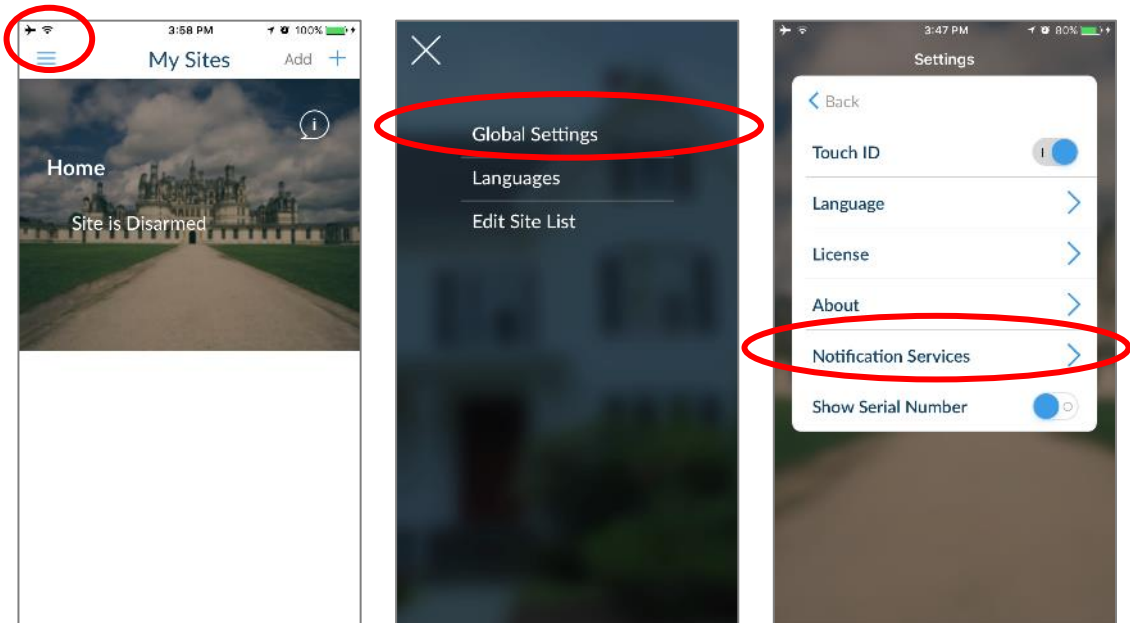 3:58 PM
100%
My Sites
Add +
i
Home
Site is Disarmed
Global Settings
Languages
Edit Site List
3:47 PM
80%
Settings
Back
Touch ID
Language
License
About
Notification Services
Show Serial Number